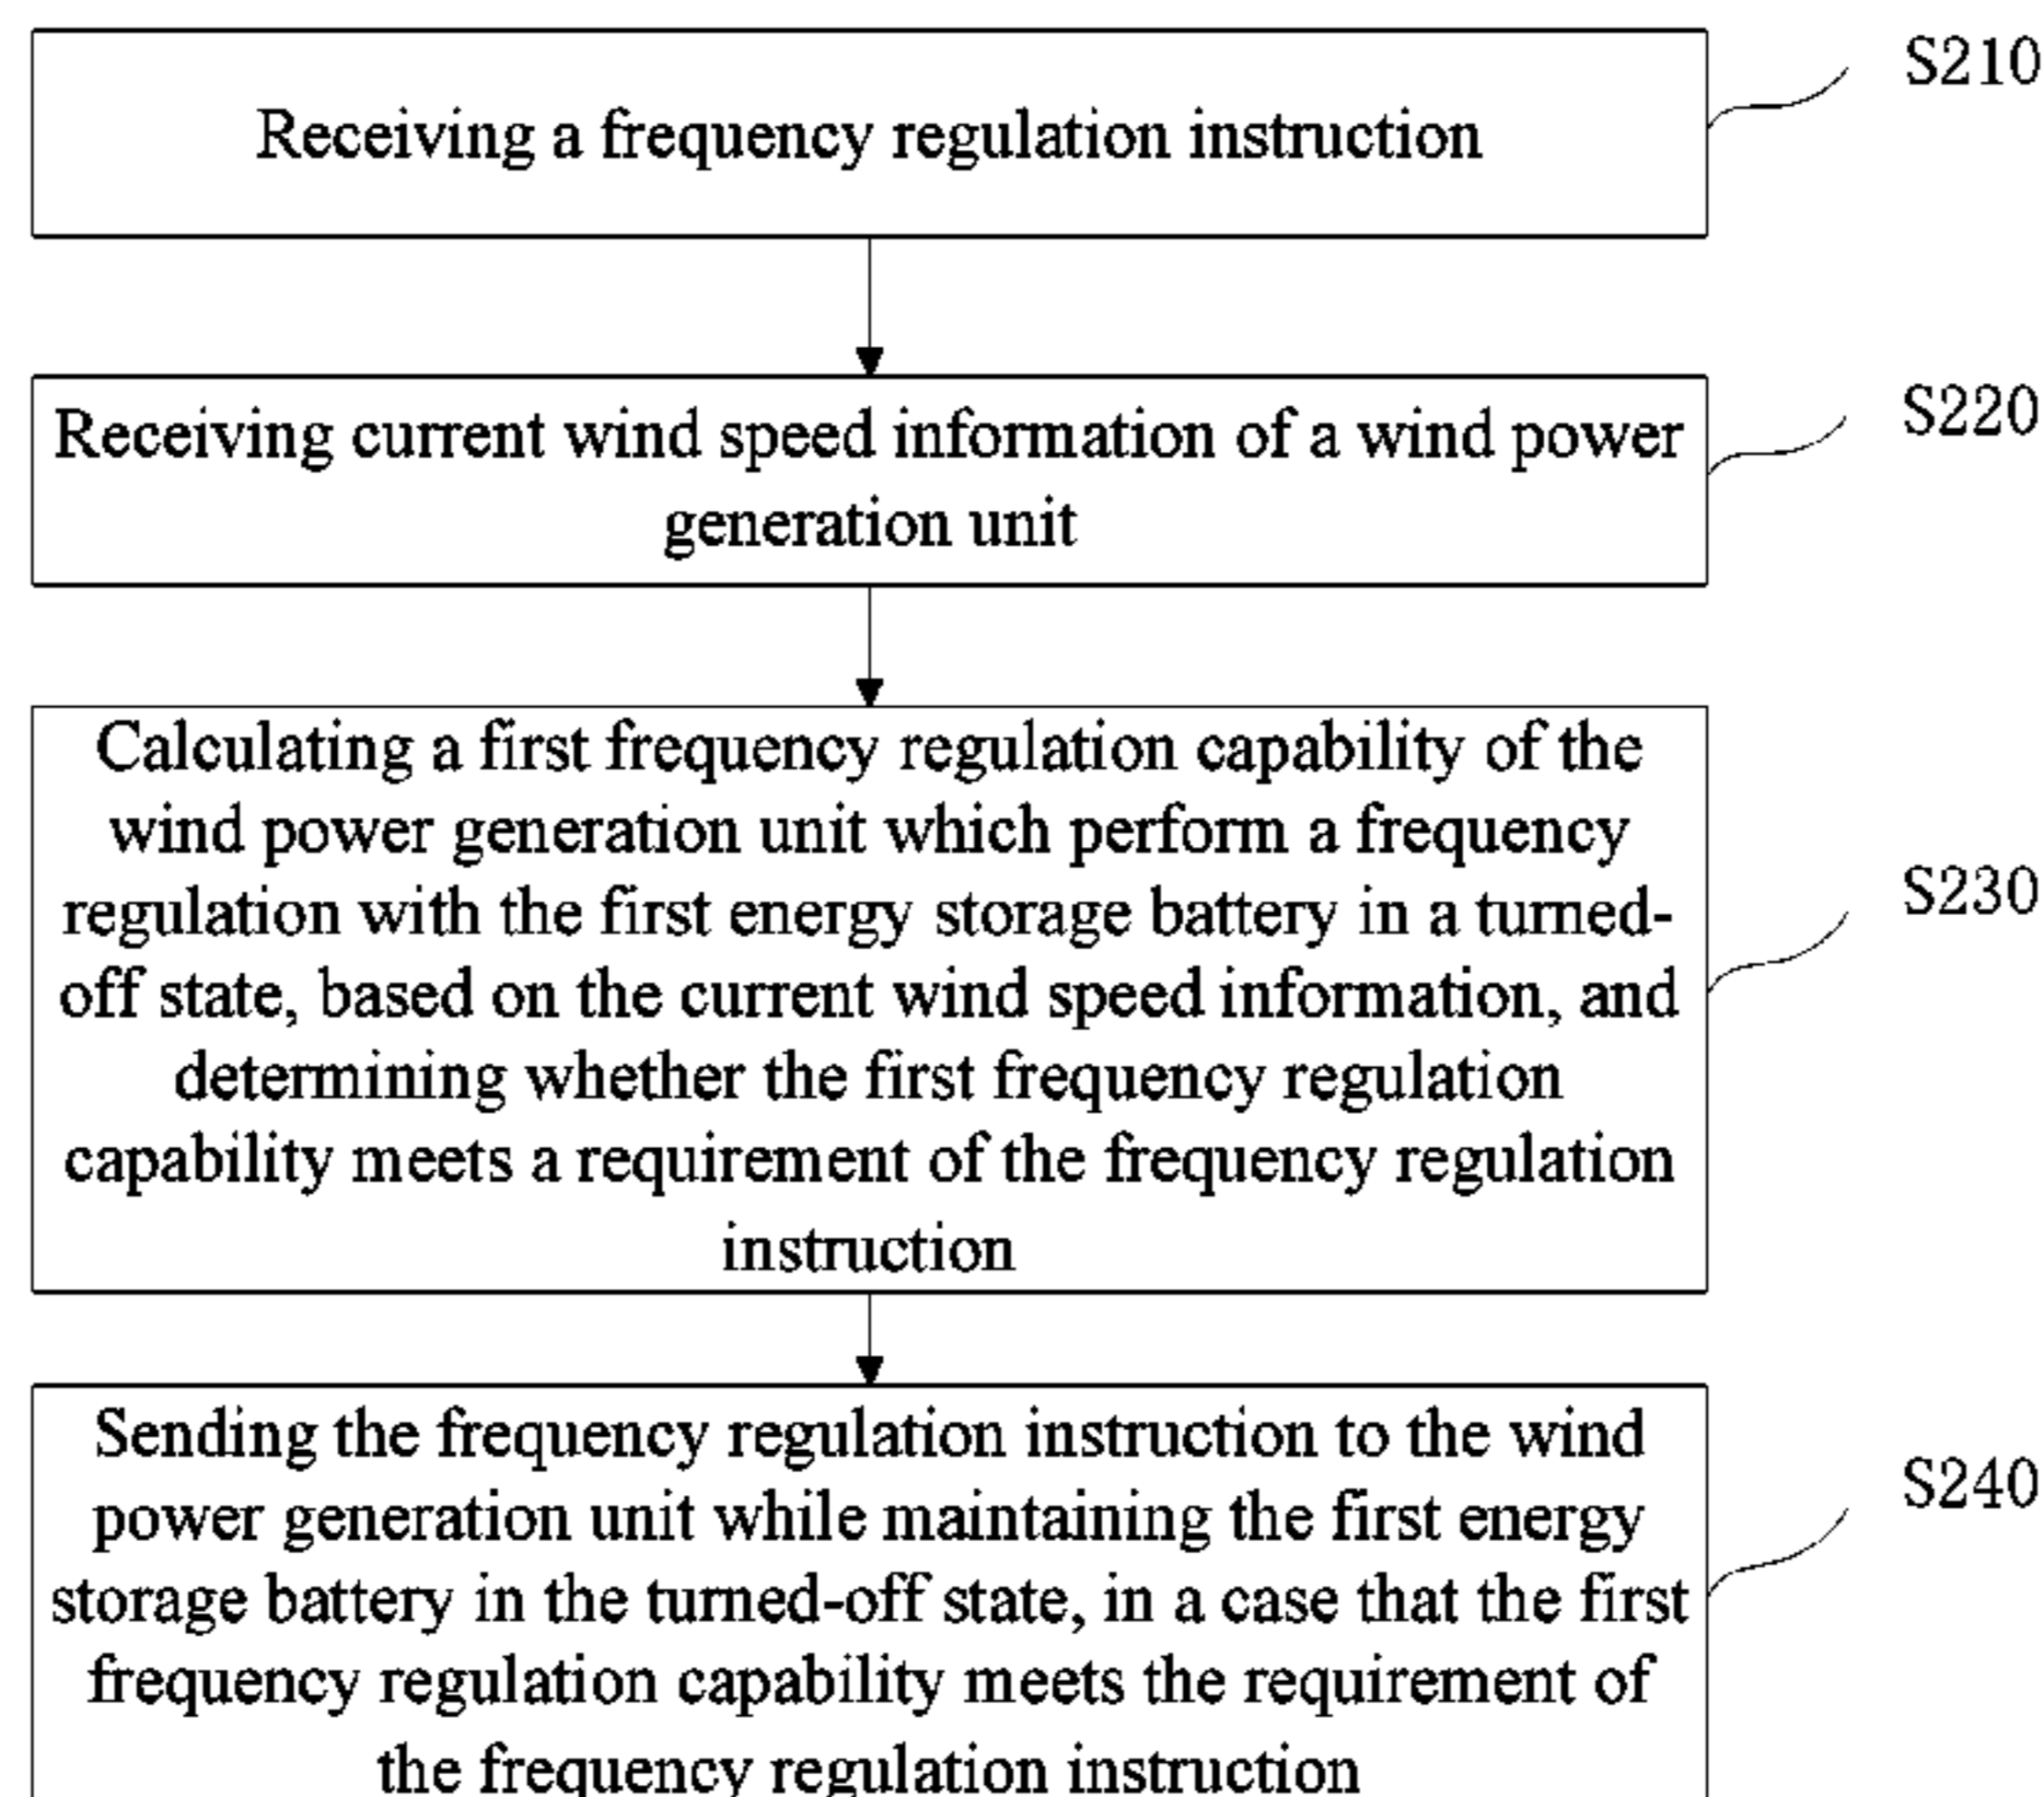 S210
Receiving a frequency regulation instruction
S220
Receiving current wind speed information of a wind power
generation unit
Calculating a first frequency regulation capability of the
wind power generation unit which perform a frequency
S230
regulation with the first energy storage battery in a turned-
off state, based on the current wind speed information, and
determining whether the first frequency regulation
capability meets a requirement of the frequency regulation
instruction
Sending the frequency regulation instruction to the wind
S240
power generation unit while maintaining the first energy
storage battery in the turned-off state, in a case that the first
frequency regulation capability meets the requirement of
the frequency regulation instruction